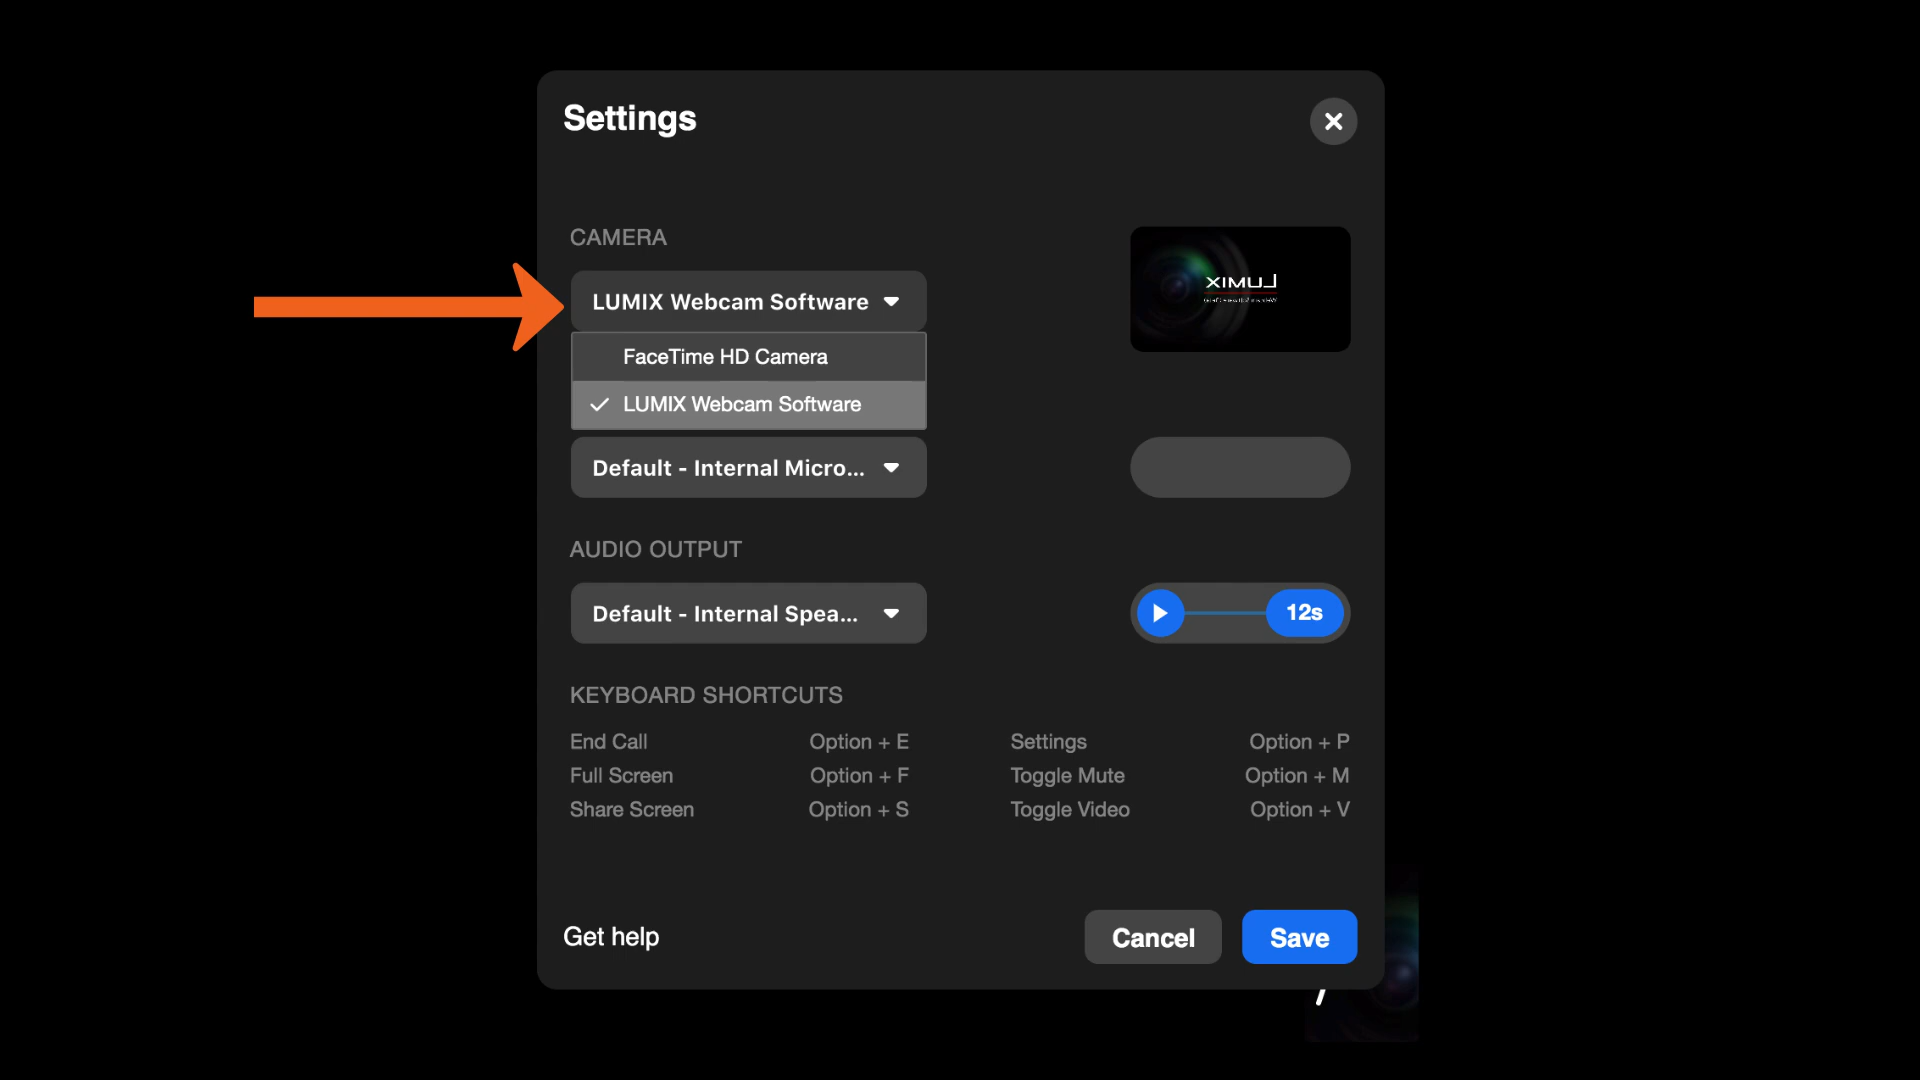 Settings
CAMERA
LUMIX Webcam Software
LUMIX
FaceTime HD Camera
LUMIX Webcam Software
Default - Internal Micro...
AUDIO OUTPUT
Default - Internal Spea...
12s
KEYBOARD SHORTCUTS
End Call Option + E Settings Option + P
Full Screen Option + F Toggle Mute Option + M
Share Screen Option + S Toggle Video Option + V
Get help Cancel Save